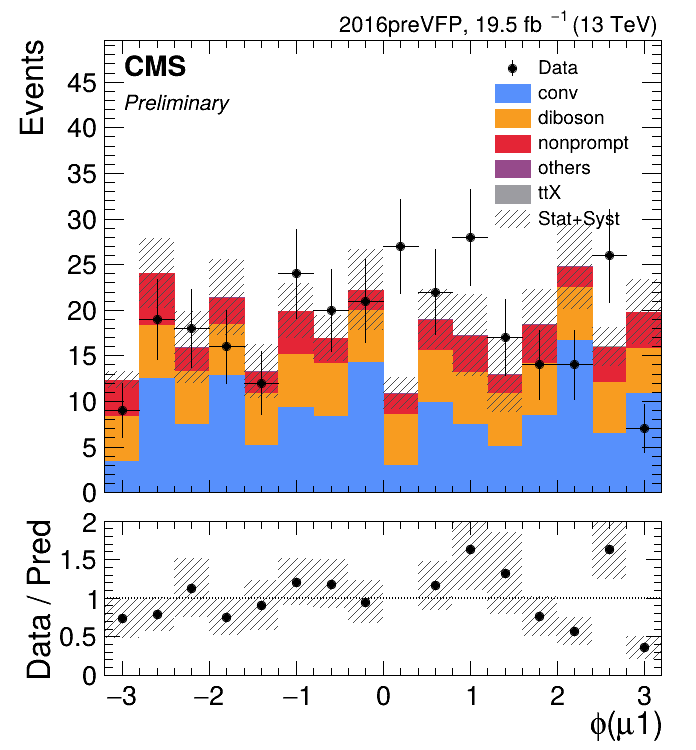 2016preVFP, 19.5 fb⁻¹ (13 TeV)
Events
CMS
Preliminary
Data
conv
diboson
nonprompt
others
ttX
Stat+Syst
45
40
35
30
25
20
15
10
5
0
Data / Pred
2
1.5
1
0.5
0
−3 −2 −1 0 1 2 3
ϕ(μ1)